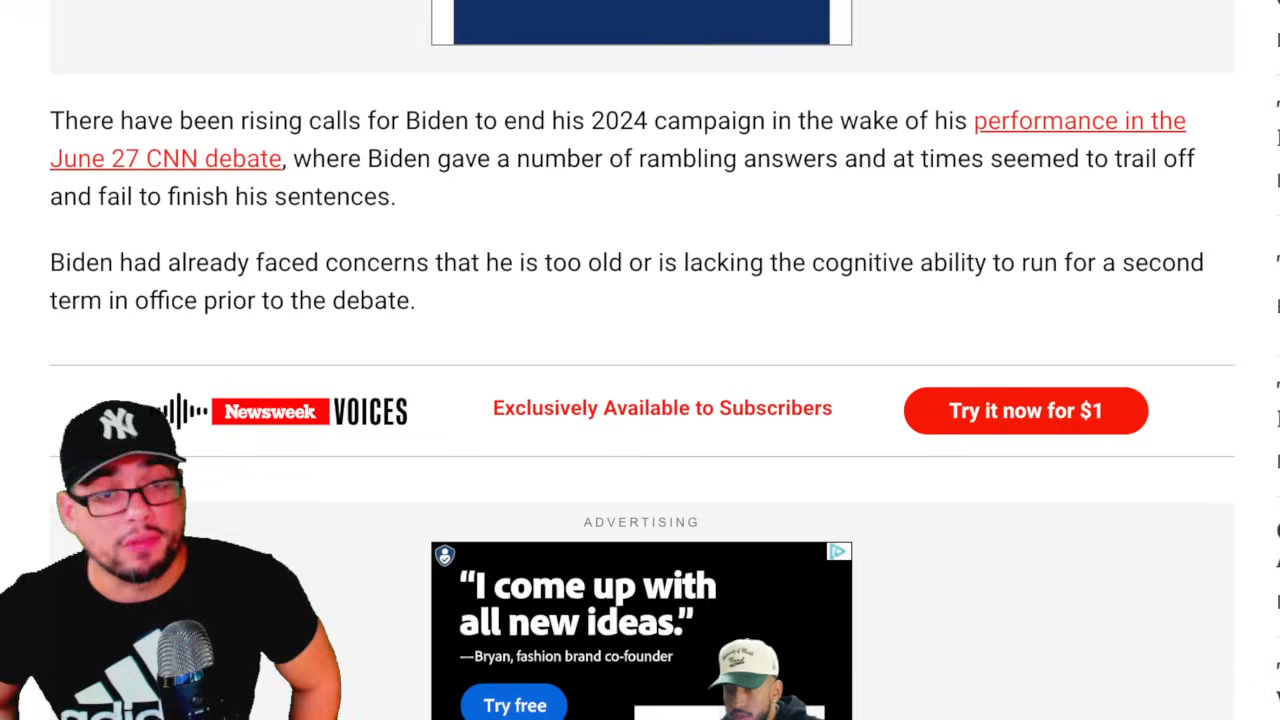 There have been rising calls for Biden to end his 2024 campaign in the wake of his performance in the
June 27 CNN debate, where Biden gave a number of rambling answers and at times seemed to trail off
and fail to finish his sentences.
Biden had already faced concerns that he is too old or is lacking the cognitive ability to run for a second
term in office prior to the debate.
Newsweek VOICES
Exclusively Available to Subscribers
Try it now for $1
ADVERTISING
“I come up with
all new ideas.”
—Bryan, fashion brand co-founder
Try free
NY
adid